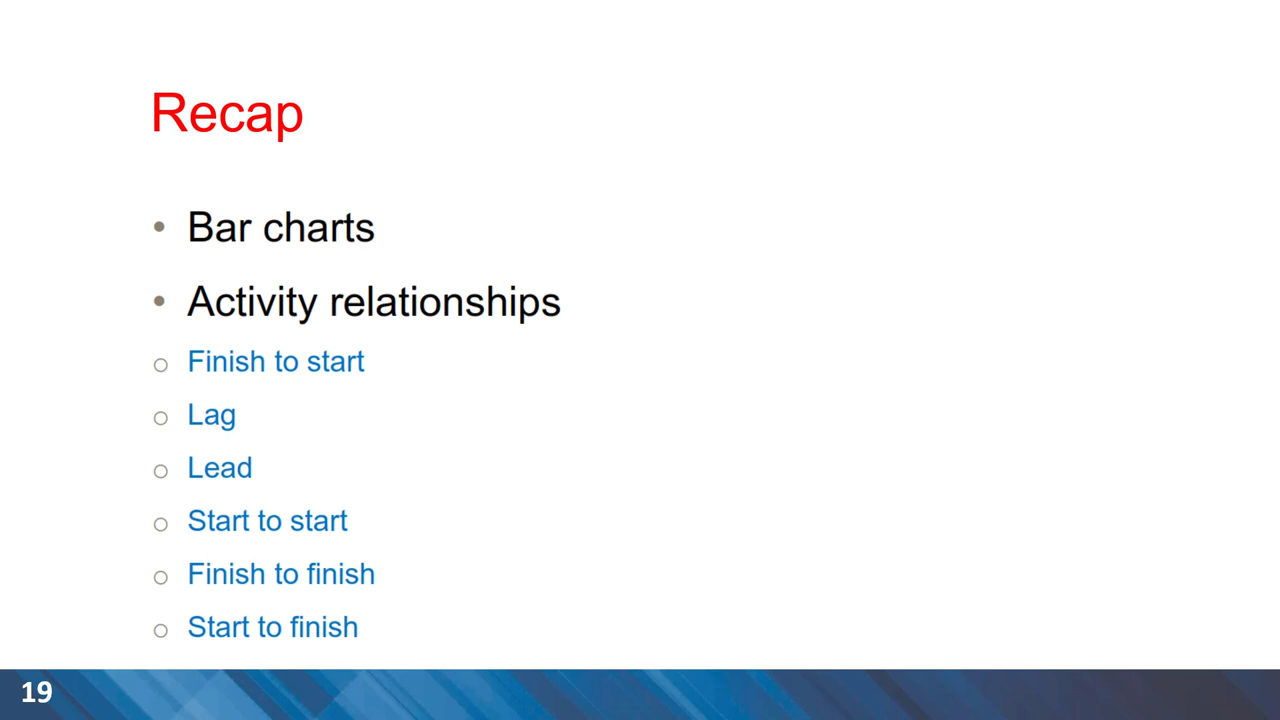 Recap
• Bar charts
• Activity relationships
o Finish to start
o Lag
o Lead
o Start to start
o Finish to finish
o Start to finish
19